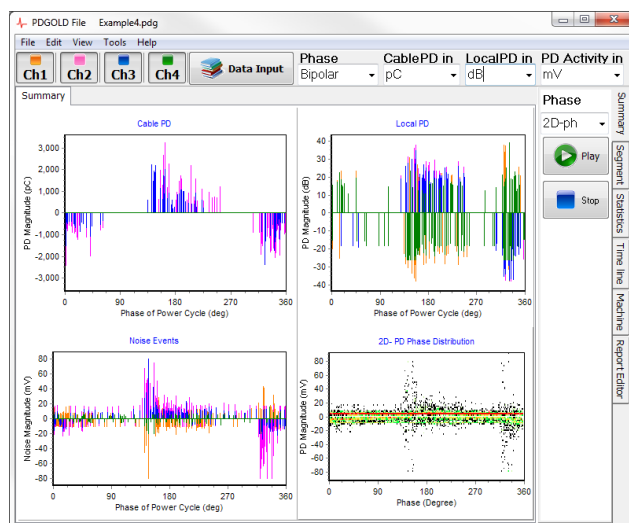 PDGOLD File Example4.pdg
File Edit View Tools Help
Ch1 Ch2 Ch3 Ch4 Data Input
Phase CablePD in LocalPD in PD Activity in
Bipolar pC dB mV
Summary
Phase
2D-ph
Play
Stop
Summary
Segment
Statistics
Time line
Machine
Report Editor
Cable PD
PD Magnitude (pC)
3,000
2,000
1,000
0
-1,000
-2,000
-3,000
0 90 180 270 360
Phase of Power Cycle (deg)
Local PD
PD Magnitude (dB)
40
30
20
10
0
-10
-20
-30
-40
0 90 180 270 360
Phase of Power Cycle (deg)
Noise Events
Noise Magnitude (mV)
80
60
40
20
0
-20
-40
-60
-80
0 90 180 270 360
Phase of Power Cycle (deg)
2D- PD Phase Distribution
PD Magnitude (mV)
80
60
40
20
0
-20
-40
-60
-80
0 90 180 270 360
Phase (Degree)